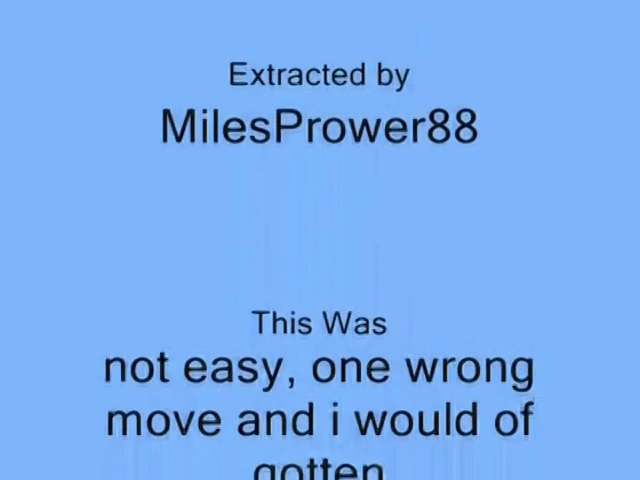 Extracted by
MilesPrower88
This Was
not easy, one wrong
move and i would of
gotten